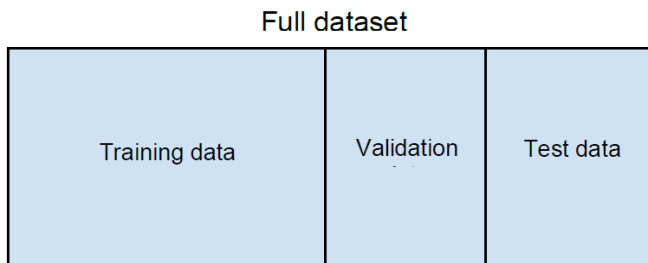 Full dataset
Training data
Validation
Test data